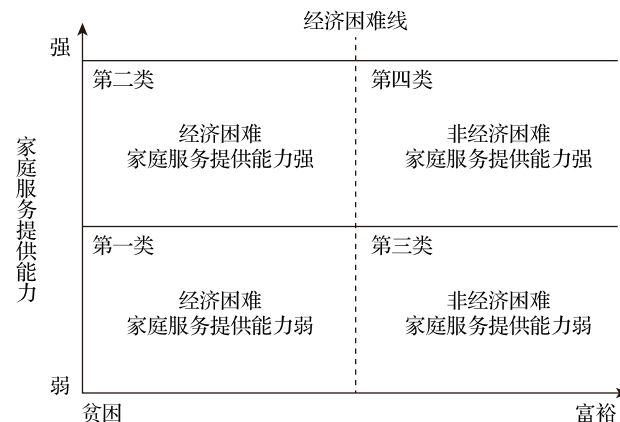 经济困难线
强
第二类
第四类
经济困难
家庭服务提供能力强
非经济困难
家庭服务提供能力强
家庭服务提供能力
第一类
第三类
经济困难
家庭服务提供能力弱
非经济困难
家庭服务提供能力弱
弱
贫困
富裕